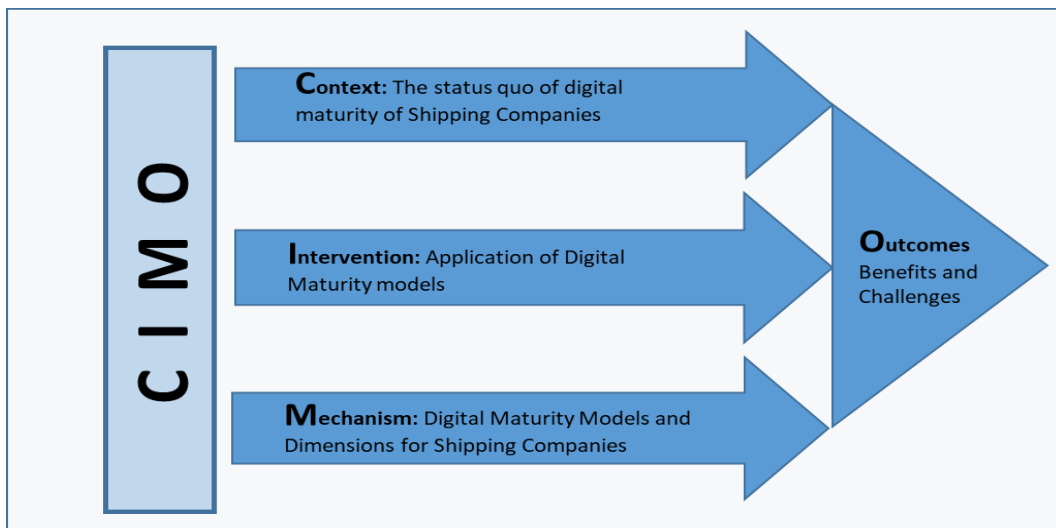 C I M O
Context: The status quo of digital
maturity of Shipping Companies
Intervention: Application of Digital
Maturity models
Mechanism: Digital Maturity Models and
Dimensions for Shipping Companies
Outcomes
Benefits and
Challenges